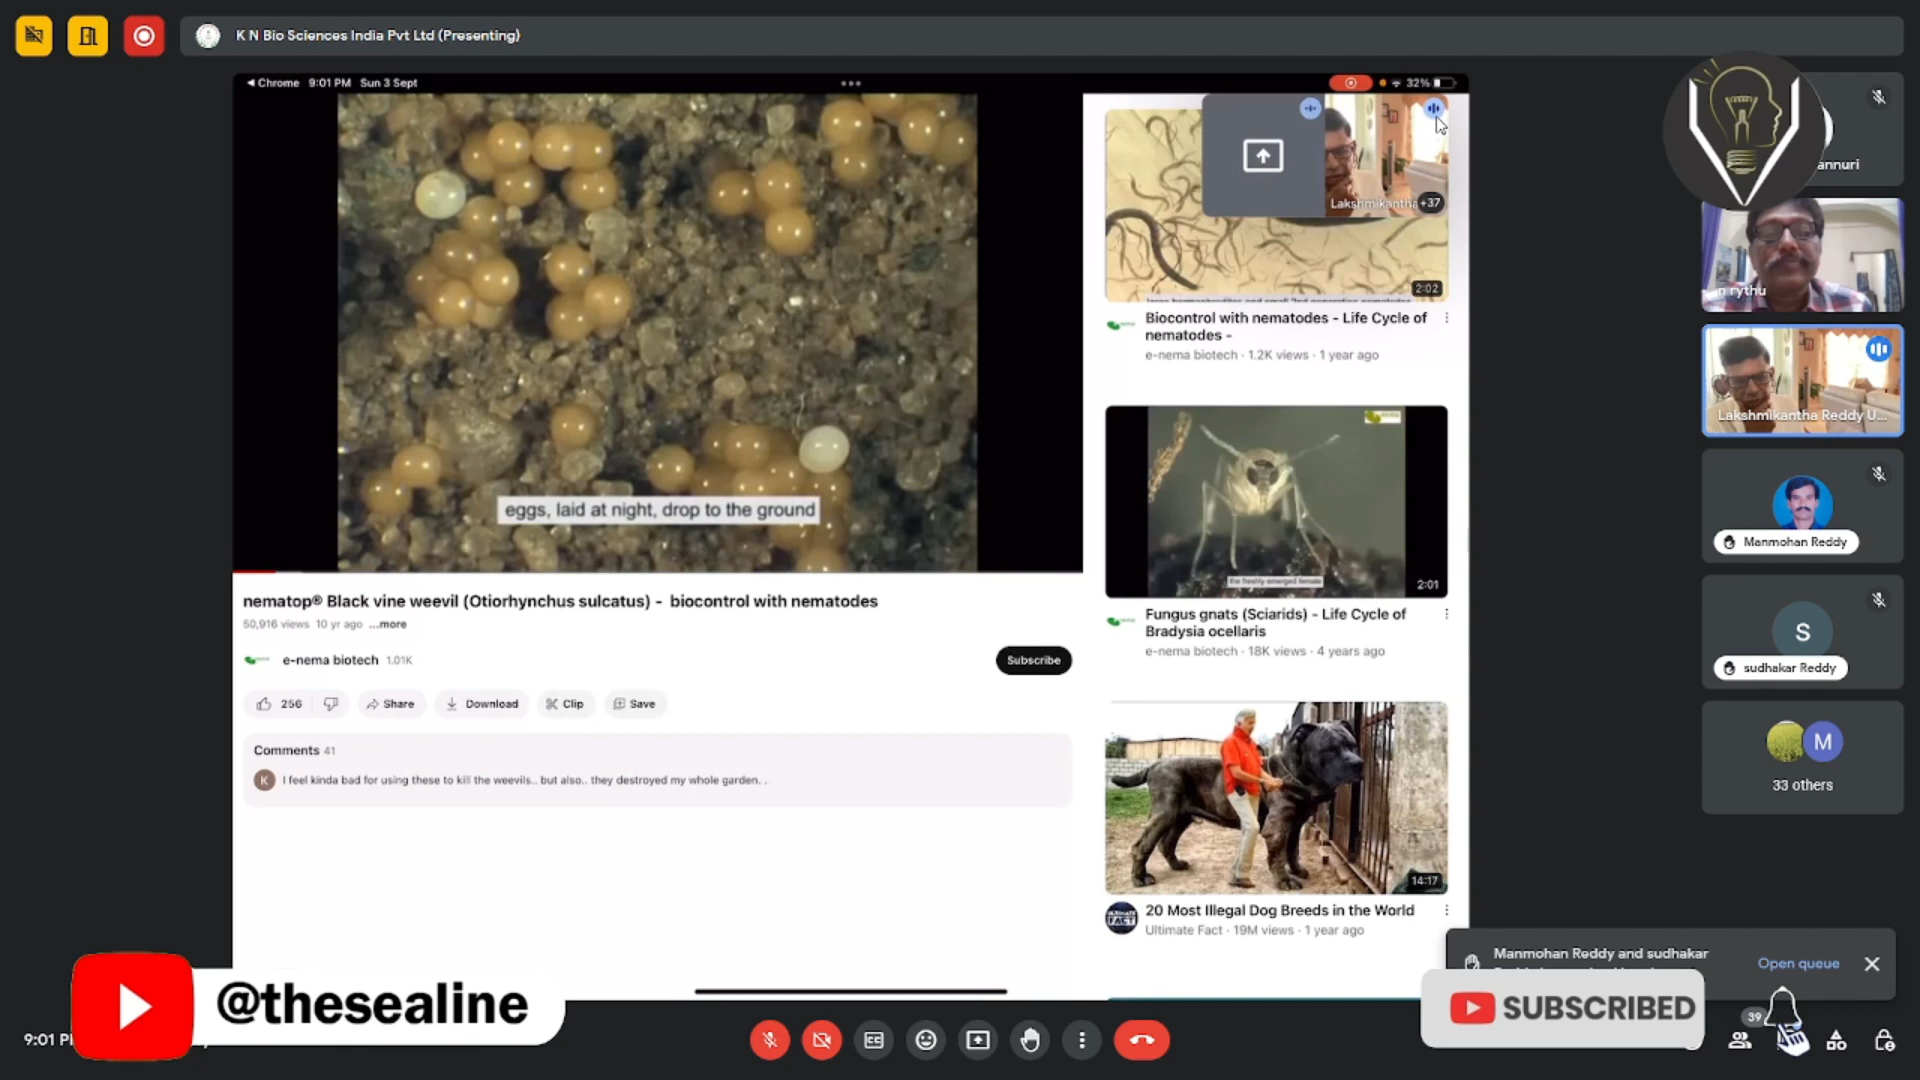 K N Bio Sciences India Pvt Ltd (Presenting)
Chrome 9:01 PM Sun 3 Sept
32%
eggs, laid at night, drop to the ground
nematop® Black vine weevil (Otiorhynchus sulcatus) - biocontrol with nematodes
50,916 views 10 yr ago ...more
e-nema biotech 1.01K
Subscribe
256
Share
Download
Clip
Save
Comments 41
K
I feel kinda bad for using these to kill the weevils.. but also.. they destroyed my whole garden. .
Lakshmikantha +37
2:02
Biocontrol with nematodes - Life Cycle of
nematodes -
e-nema biotech · 1.2K views · 1 year ago
the freshly emerged female
2:01
Fungus gnats (Sciarids) - Life Cycle of
Bradysia ocellaris
e-nema biotech · 18K views · 4 years ago
14:17
ULTIMATE
FACT
20 Most Illegal Dog Breeds in the World
Ultimate Fact · 19M views · 1 year ago
annuri
n rythu
Lakshmikantha Reddy U...
Manmohan Reddy
S
sudhakar Reddy
M
33 others
Manmohan Reddy and sudhakar
Open queue
@thesealine
SUBSCRIBED
9:01
39